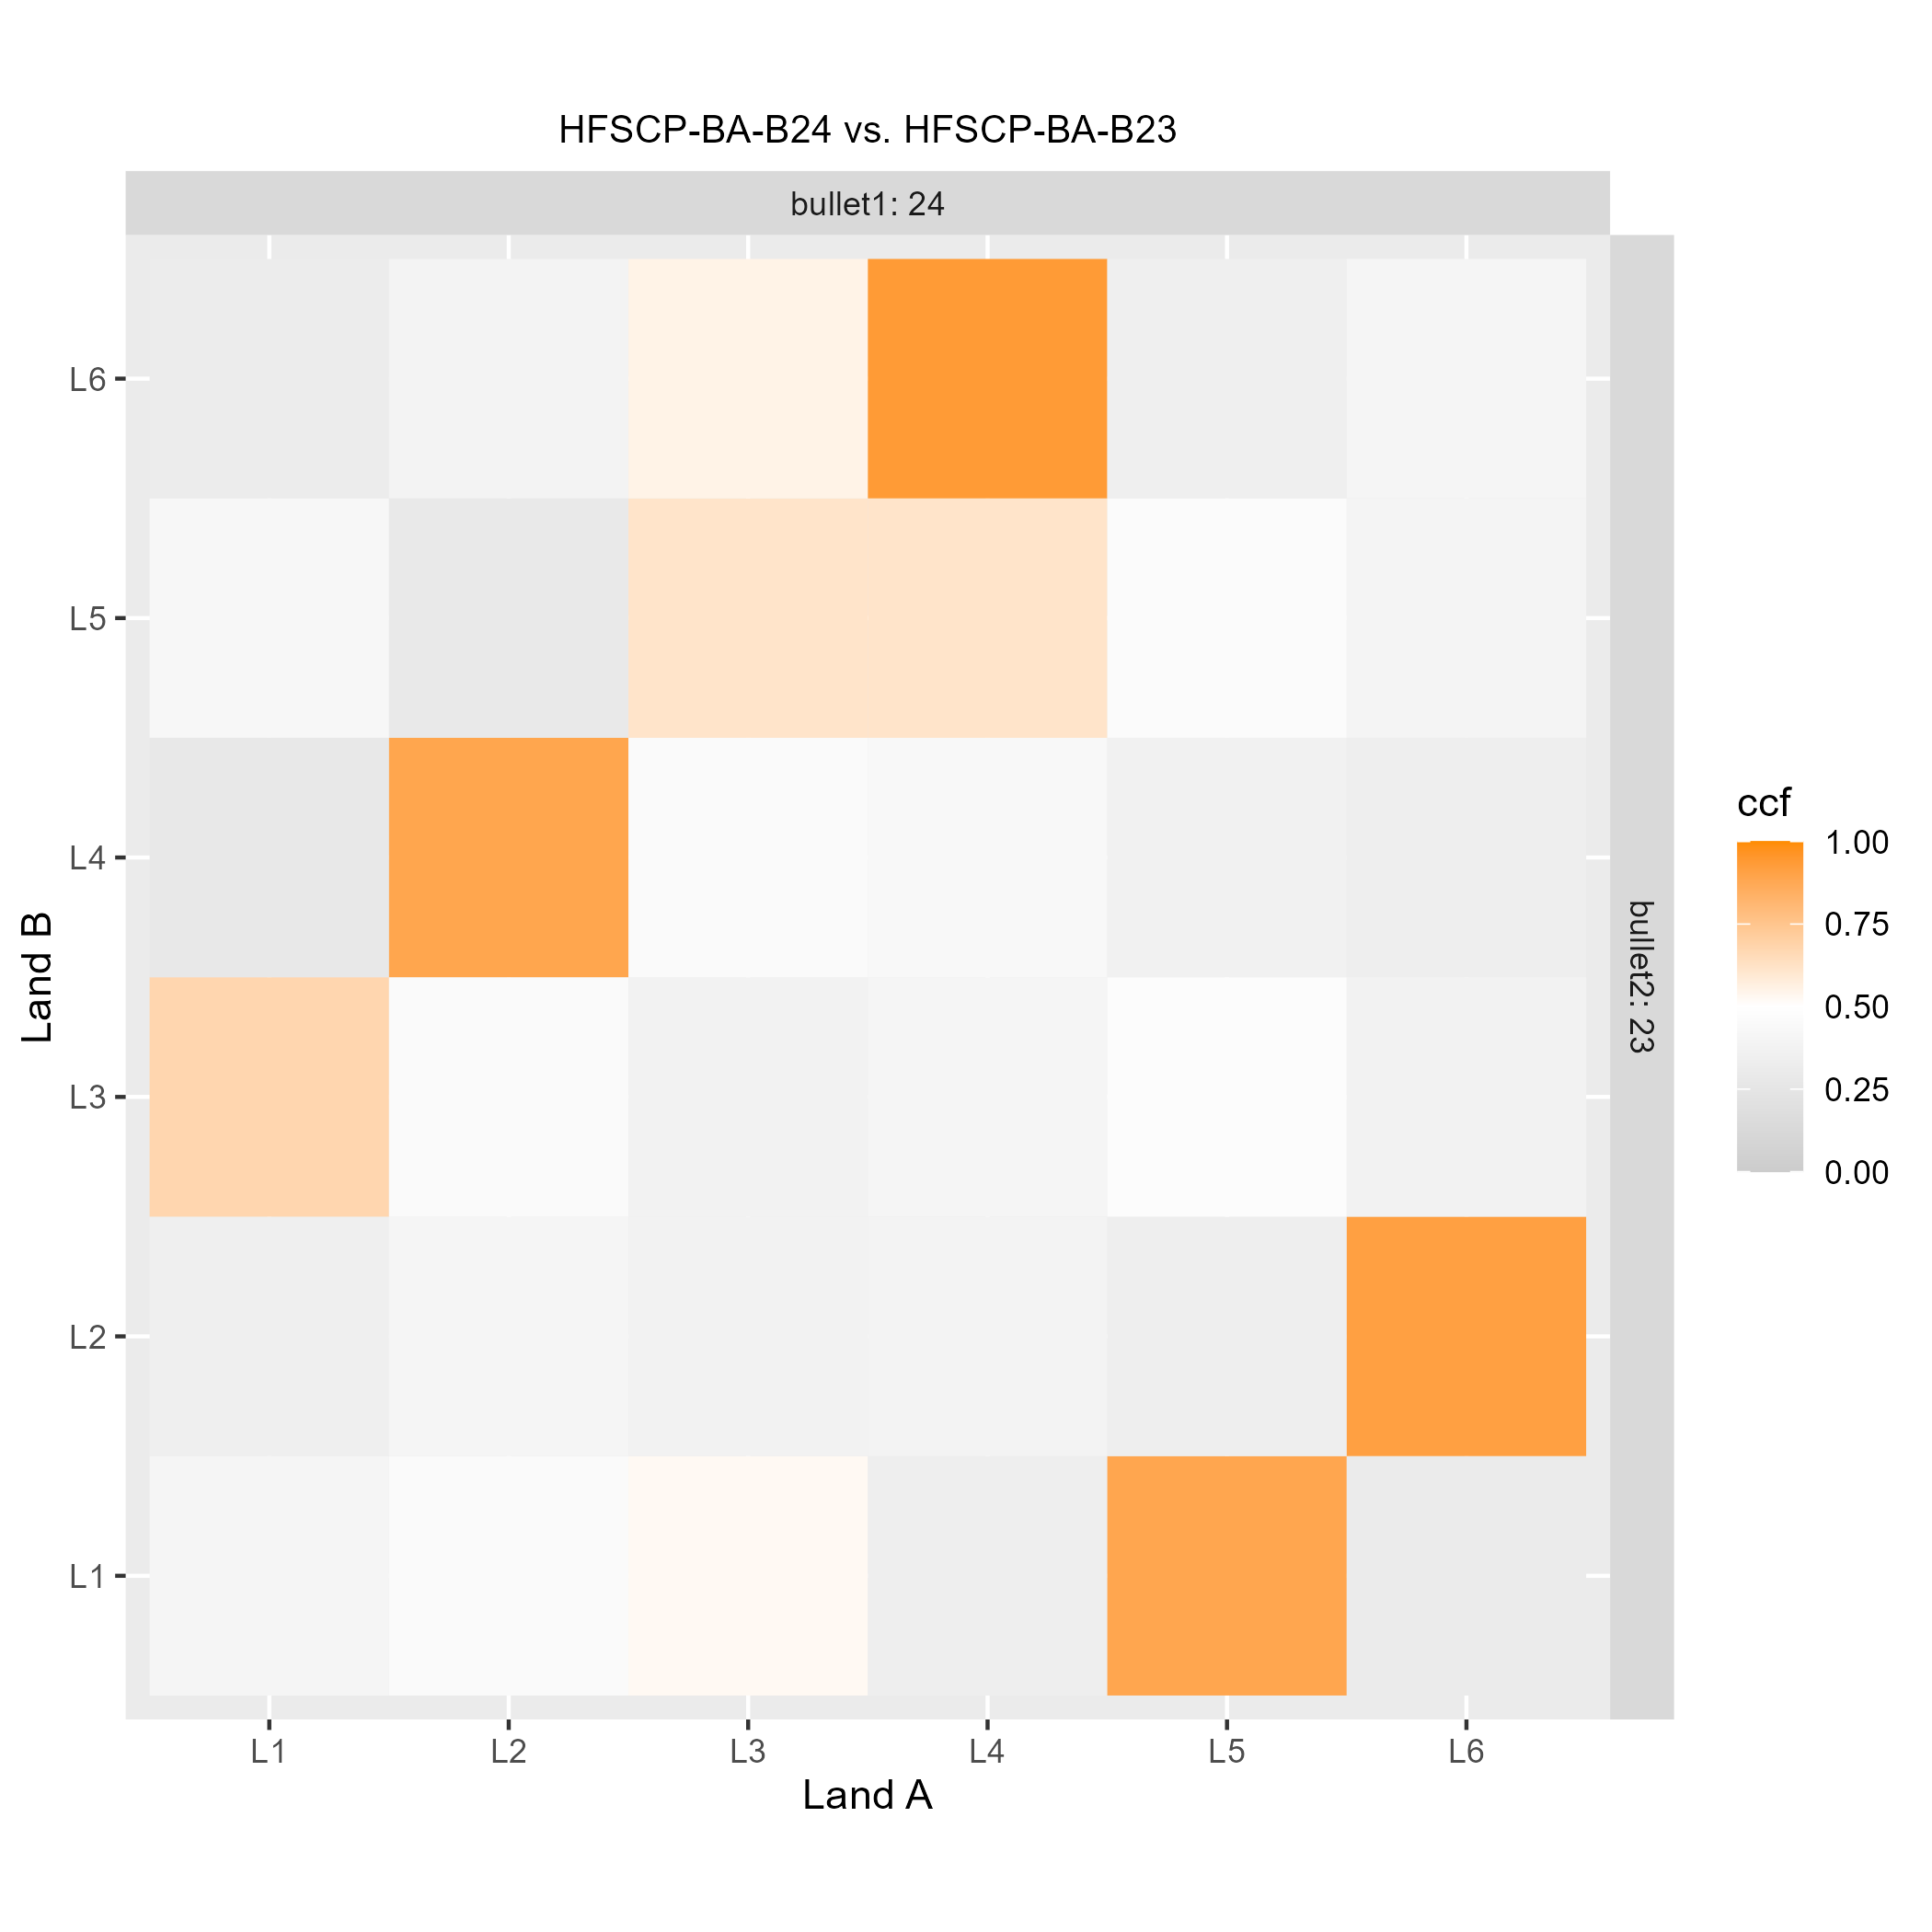 HFSCP-BA-B24 vs. HFSCP-BA-B23
bullet1: 24
L6
L5
L4
L3
L2
L1
Land B
bullet2: 23
ccf
1.00
0.75
0.50
0.25
0.00
L1 L2 L3 L4 L5 L6
Land A